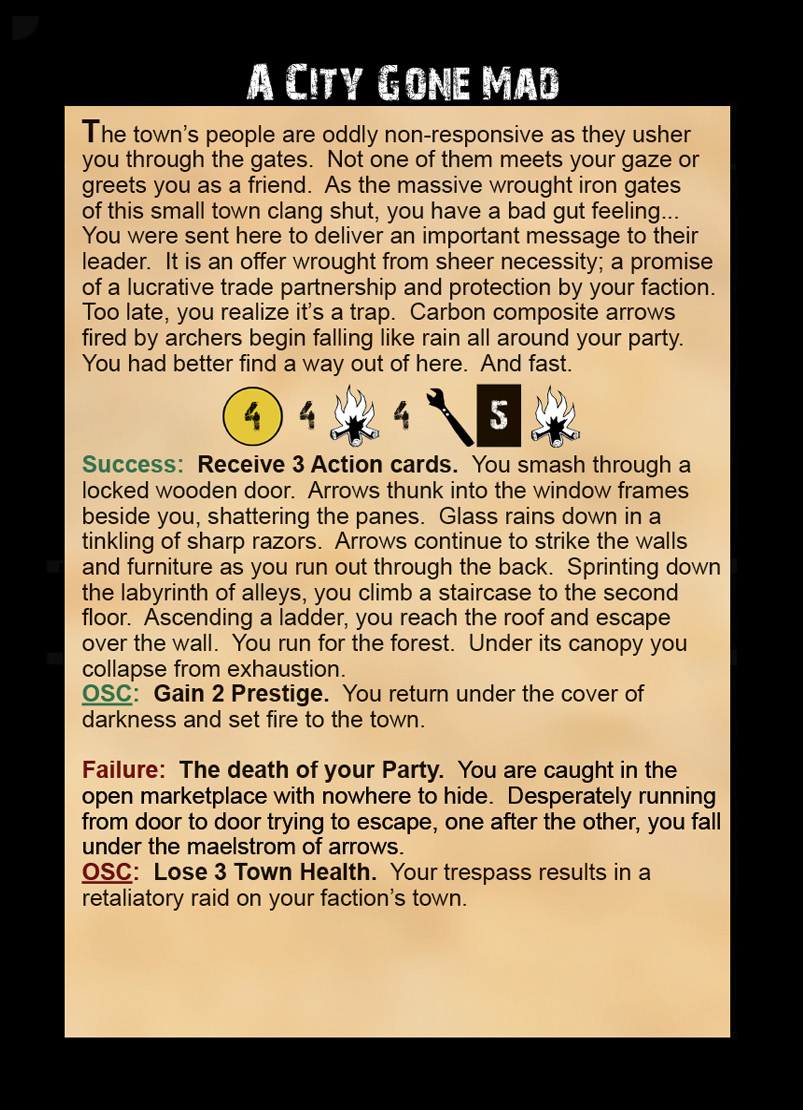 A City Gone Mad
The town’s people are oddly non-responsive as they usher
you through the gates.  Not one of them meets your gaze or
greets you as a friend.  As the massive wrought iron gates
of this small town clang shut, you have a bad gut feeling...
You were sent here to deliver an important message to their
leader.  It is an offer wrought from sheer necessity; a promise
of a lucrative trade partnership and protection by your faction.
Too late, you realize it’s a trap.  Carbon composite arrows
fired by archers begin falling like rain all around your party.
You had better find a way out of here.  And fast.
4 4 4 5
Success:  Receive 3 Action cards.  You smash through a
locked wooden door.  Arrows thunk into the window frames
beside you, shattering the panes.  Glass rains down in a
tinkling of sharp razors.  Arrows continue to strike the walls
and furniture as you run out through the back.  Sprinting down
the labyrinth of alleys, you climb a staircase to the second
floor.  Ascending a ladder, you reach the roof and escape
over the wall.  You run for the forest.  Under its canopy you
collapse from exhaustion.
OSC:  Gain 2 Prestige.  You return under the cover of
darkness and set fire to the town.
Failure:  The death of your Party.  You are caught in the
open marketplace with nowhere to hide.  Desperately running
from door to door trying to escape, one after the other, you fall
under the maelstrom of arrows.
OSC:  Lose 3 Town Health.  Your trespass results in a
retaliatory raid on your faction’s town.